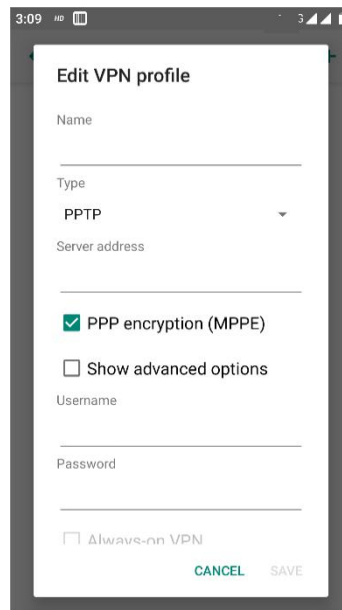 3:09 HD
Edit VPN profile
Name
Type
PPTP
Server address
PPP encryption (MPPE)
Show advanced options
Username
Password
Always-on VPN
CANCEL SAVE